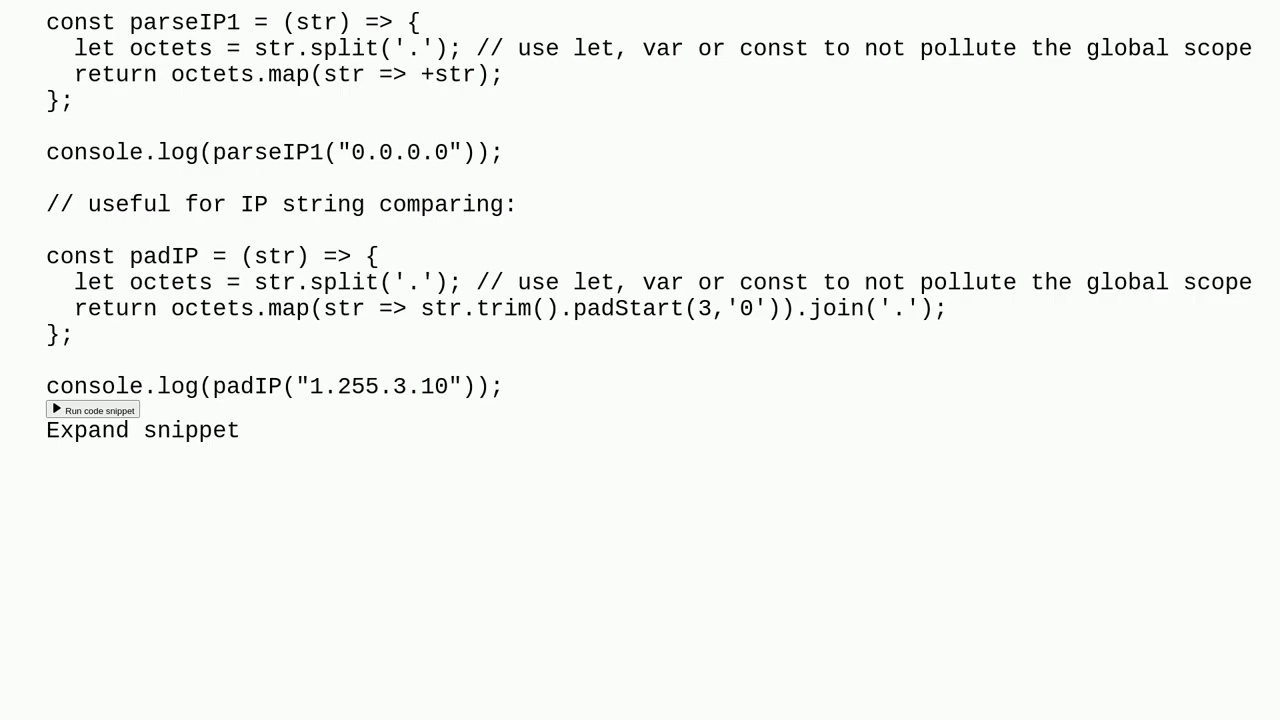 const parseIP1 = (str) => {
  let octets = str.split('.'); // use let, var or const to not pollute the global scope
  return octets.map(str => +str);
};

console.log(parseIP1("0.0.0.0"));

// useful for IP string comparing:

const padIP = (str) => {
  let octets = str.split('.'); // use let, var or const to not pollute the global scope
  return octets.map(str => str.trim().padStart(3,'0')).join('.');
};

console.log(padIP("1.255.3.10"));
Run code snippet
Expand snippet